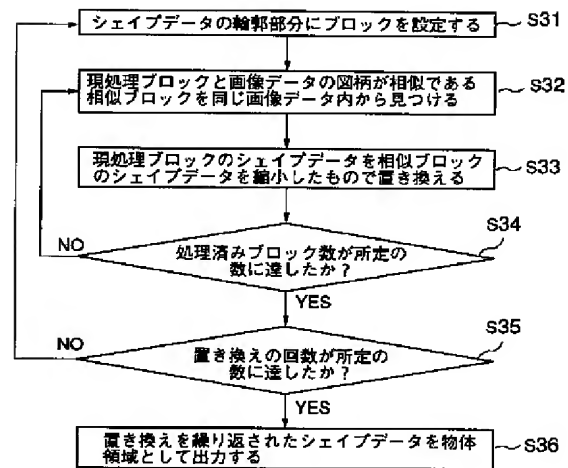 シェイプデータの輪郭部分にブロックを設定する
S31
現処理ブロックと画像データの図柄が相似である
相似ブロックを同じ画像データ内から見つける
S32
現処理ブロックのシェイプデータを相似ブロック
のシェイプデータを縮小したもので置き換える
S33
S34
NO
処理済みブロック数が所定の
数に達したか？
YES
S35
NO
置き換えの回数が所定の
数に達したか？
YES
置き換えを繰り返されたシェイプデータを物体
領域として出力する
S36